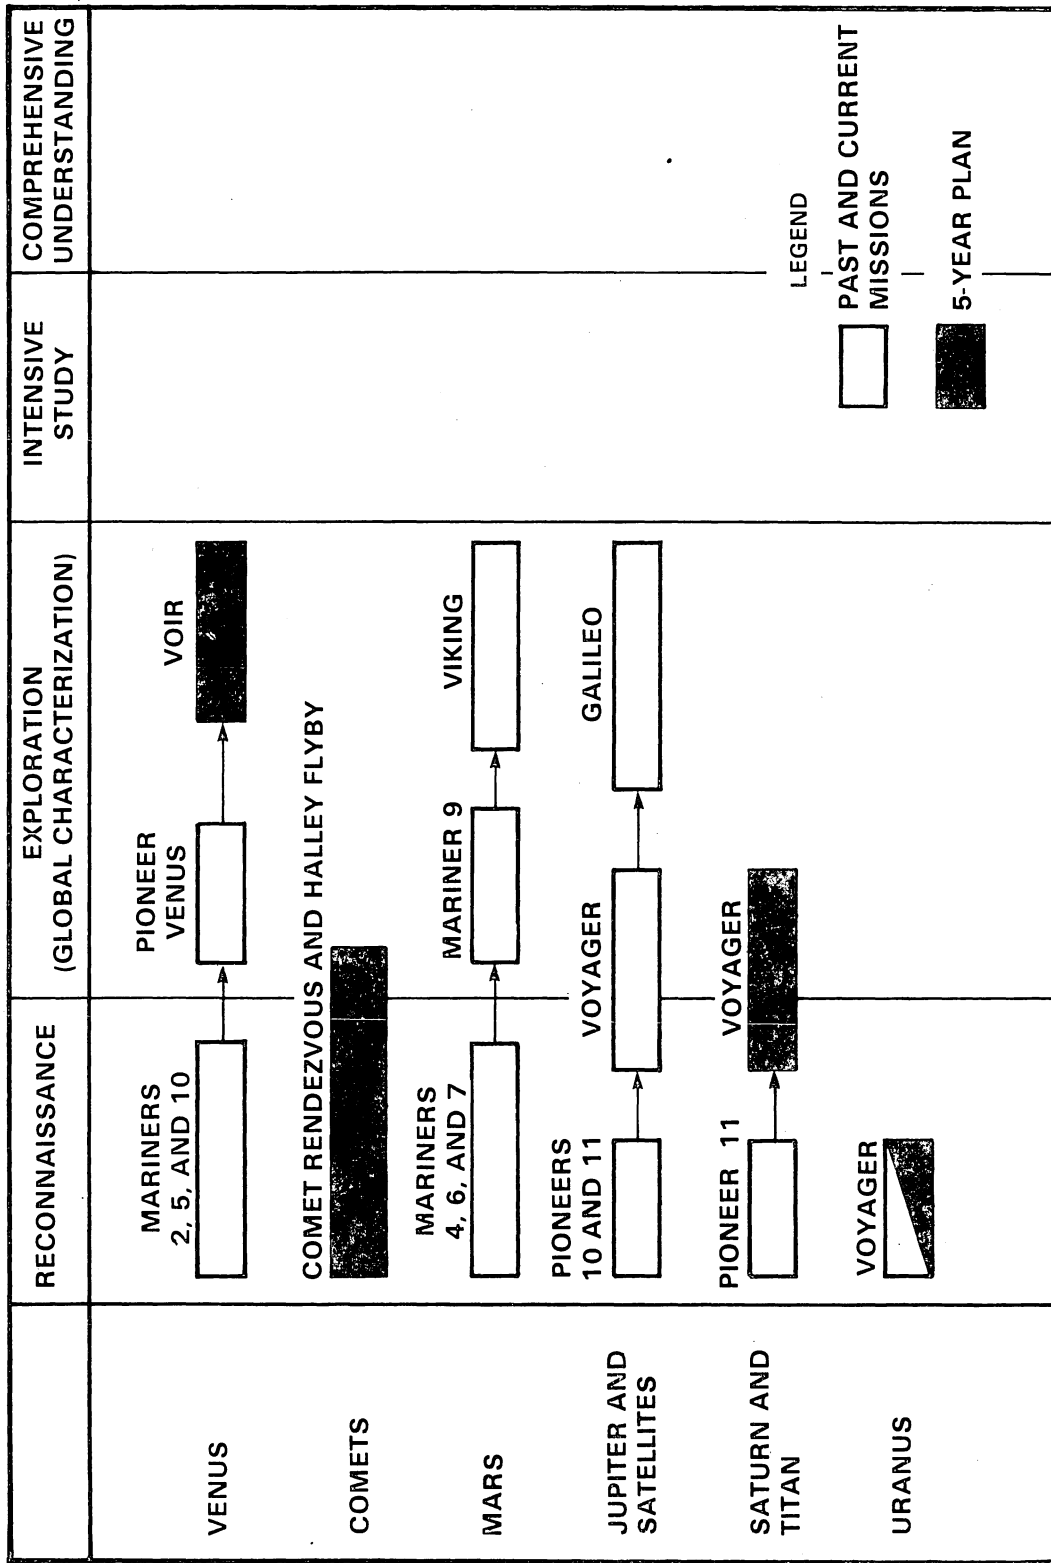 RECONNAISSANCE
EXPLORATION
(GLOBAL CHARACTERIZATION)
INTENSIVE
STUDY
COMPREHENSIVE
UNDERSTANDING
VENUS
MARINERS
2, 5, AND 10
PIONEER
VENUS
VOIR
COMETS
COMET RENDEZVOUS AND HALLEY FLYBY
MARS
MARINERS
4, 6, AND 7
MARINER 9
VIKING
JUPITER AND
SATELLITES
PIONEERS
10 AND 11
VOYAGER
GALILEO
SATURN AND
TITAN
PIONEER 11
VOYAGER
URANUS
VOYAGER
LEGEND
PAST AND CURRENT
MISSIONS
5-YEAR PLAN